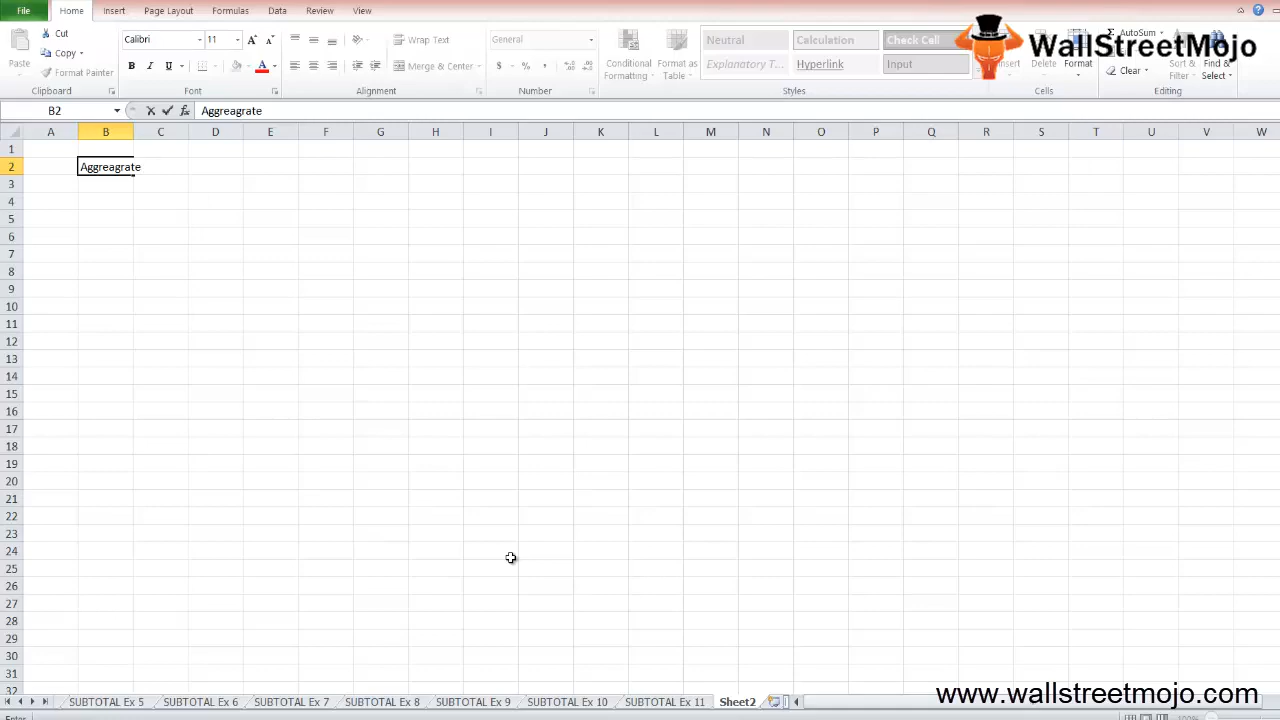 File Home Insert Page Layout Formulas Data Review View
WallStreetMojo
Paste
Cut
Copy
Format Painter
Clipboard
Calibri 11
B I U A
Font
Wrap Text
Merge & Center
Alignment
General
$ % ,
Number
Conditional Formatting
Format as Table
Neutral Calculation Check Cell
Explanatory T... Hyperlink Input
Styles
Insert Delete Format
Cells
AutoSum
Clear
Sort & Filter
Find & Select
Editing
B2 fx Aggreagrate
A B C D E F G H I J K L M N O P Q R S T U V W
1
2 Aggreagrate
3
4
5
6
7
8
9
10
11
12
13
14
15
16
17
18
19
20
21
22
23
24
25
26
27
28
29
30
31
32
SUBTOTAL Ex 5 SUBTOTAL Ex 6 SUBTOTAL Ex 7 SUBTOTAL Ex 8 SUBTOTAL Ex 9 SUBTOTAL Ex 10 SUBTOTAL Ex 11 Sheet2
www.wallstreetmojo.com